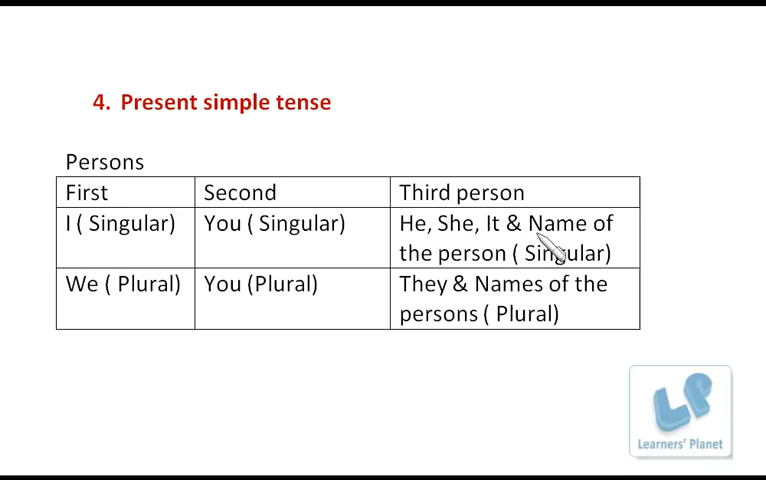 4. Present simple tense
Persons
First Second Third person
I ( Singular) You ( Singular) He, She, It & Name of
the person ( Singular)
We ( Plural) You (Plural) They & Names of the
persons ( Plural)
LP
Learners' Planet